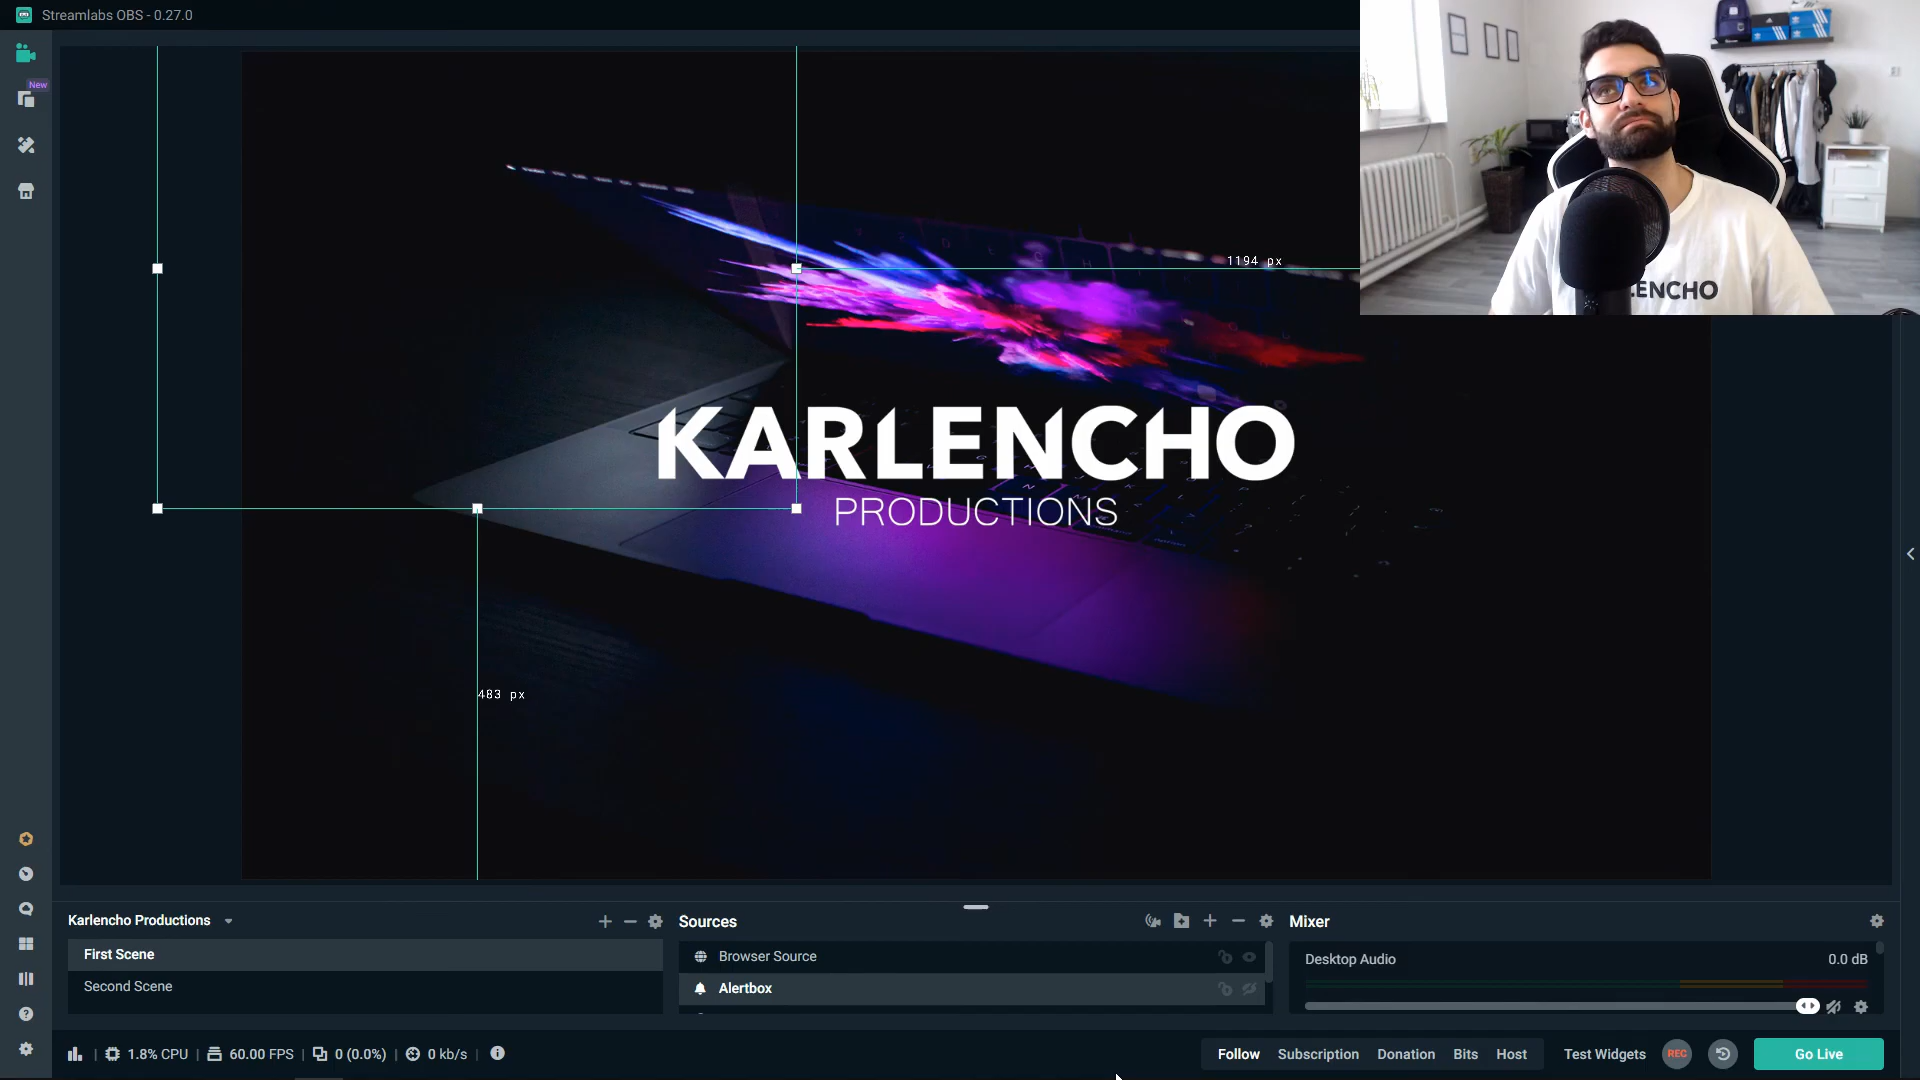 Streamlabs OBS - 0.27.0
New
1194 px
ENCHO
KARLENCHO
PRODUCTIONS
483 px
Karlencho Productions
First Scene
Second Scene
Sources
Browser Source
Alertbox
Mixer
Desktop Audio
0.0 dB
1.8% CPU
60.00 FPS
0 (0.0%)
0 kb/s
Follow
Subscription
Donation
Bits
Host
Test Widgets
REC
Go Live